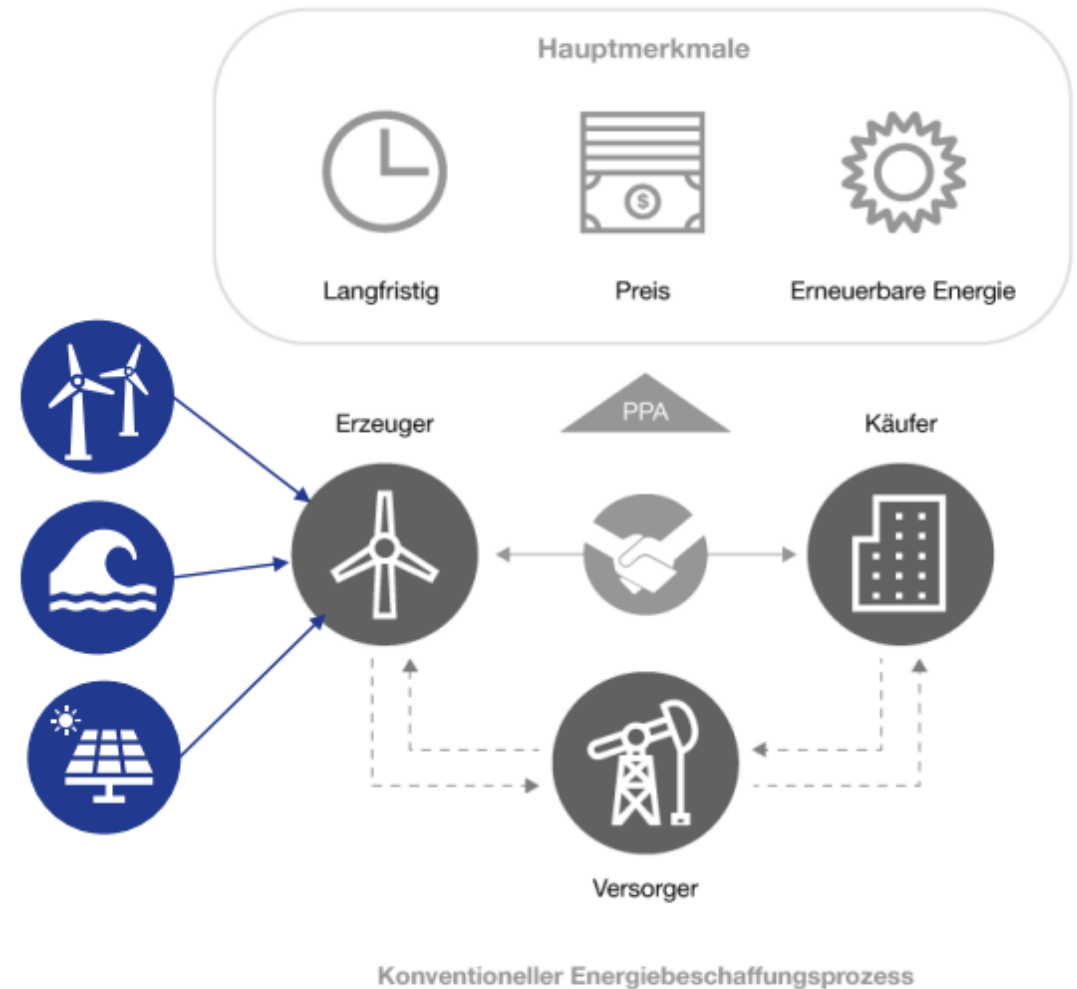 Hauptmerkmale
$
Langfristig
Preis
Erneuerbare Energie
PPA
Erzeuger
Käufer
Versorger
Konventioneller Energiebeschaffungsprozess